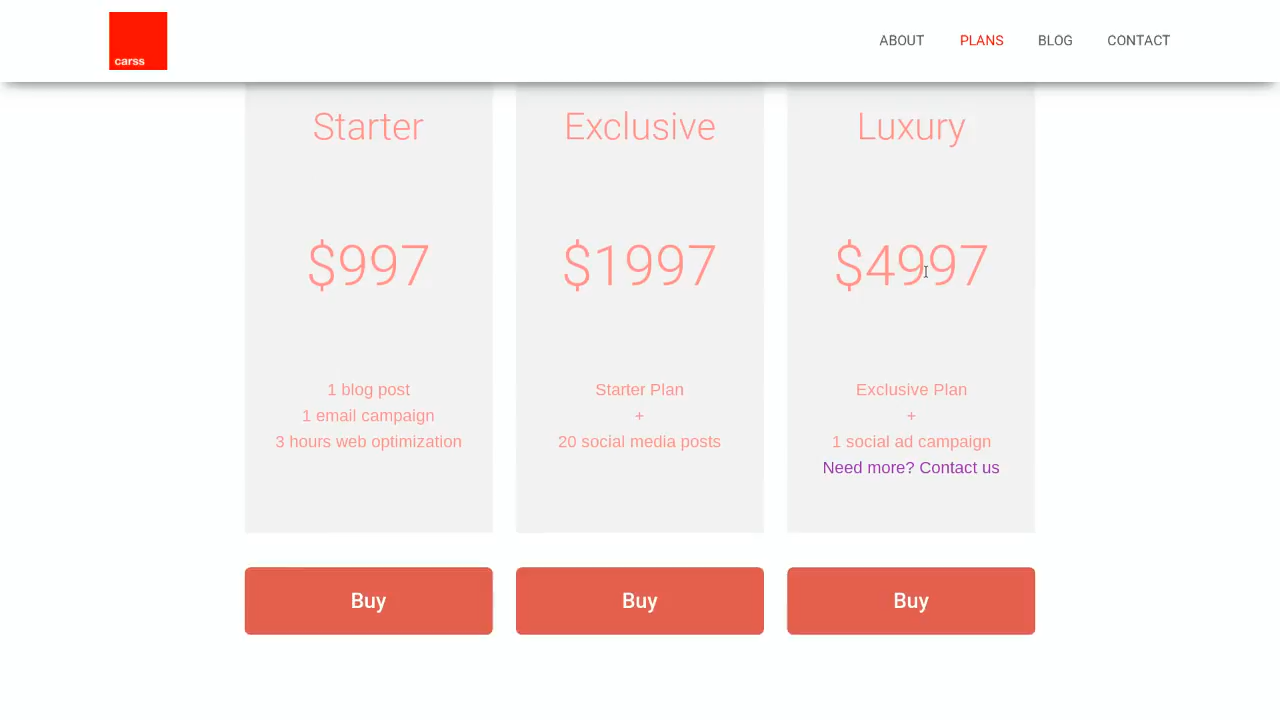 carss
ABOUT PLANS BLOG CONTACT
Starter
$997
1 blog post
1 email campaign
3 hours web optimization
Buy
Exclusive
$1997
Starter Plan
+
20 social media posts
Buy
Luxury
$4997
Exclusive Plan
+
1 social ad campaign
Need more? Contact us
Buy